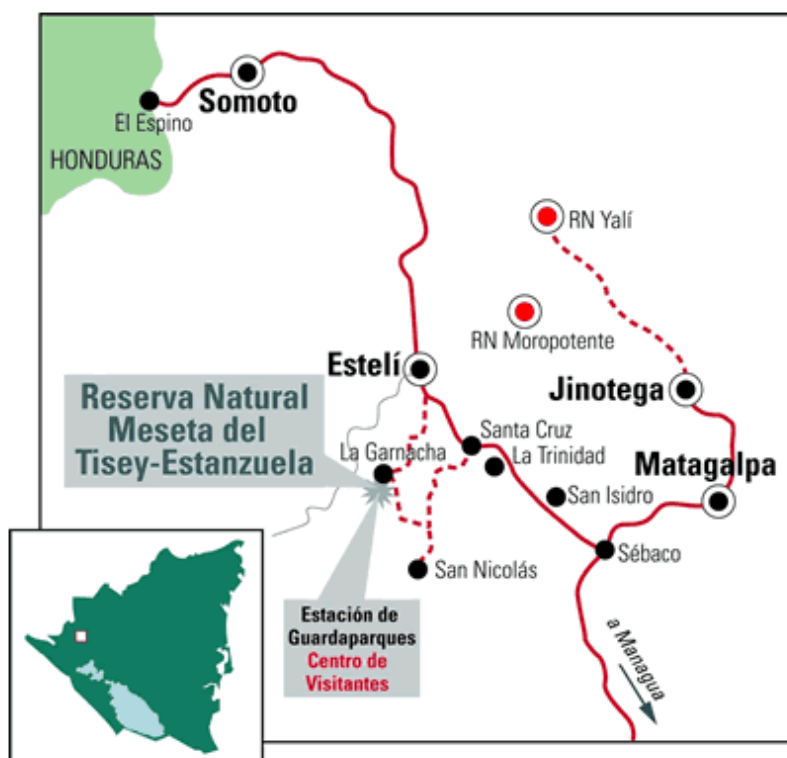 Somoto
El Espino
HONDURAS
RN Yalí
RN Moropotente
Estelí
Jinotega
Reserva Natural
Meseta del
Tisey-Estanzuela
Santa Cruz
La Garnacha
La Trinidad
Matagalpa
San Isidro
Sébaco
San Nicolás
Estación de
Guardaparques
Centro de
Visitantes
a Managua